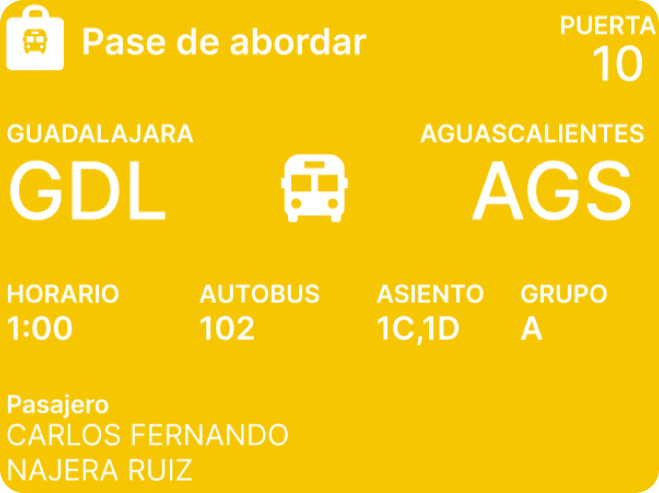 Pase de abordar
PUERTA
10
GUADALAJARA
AGUASCALIENTES
GDL
AGS
HORARIO
AUTOBUS
ASIENTO
GRUPO
1:00
102
1C,1D
A
Pasajero
CARLOS FERNANDO
NAJERA RUIZ